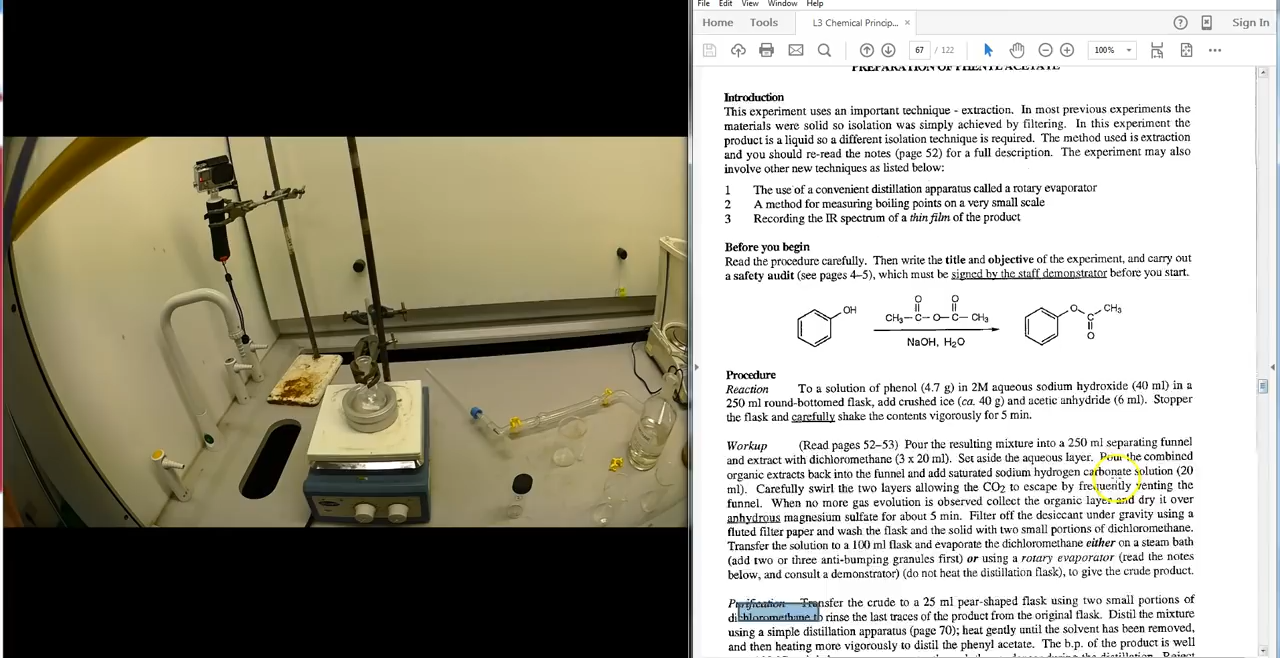 File Edit View Window Help
Home Tools L3 Chemical Princip... × Sign In
67 / 122 100%
PREPARATION OF PHENYL ACETATE
Introduction
This experiment uses an important technique - extraction. In most previous experiments the
materials were solid so isolation was simply achieved by filtering. In this experiment the
product is a liquid so a different isolation technique is required. The method used is extraction
and you should re-read the notes (page 52) for a full description. The experiment may also
involve other new techniques as listed below:
1 The use of a convenient distillation apparatus called a rotary evaporator
2 A method for measuring boiling points on a very small scale
3 Recording the IR spectrum of a thin film of the product
Before you begin
Read the procedure carefully. Then write the title and objective of the experiment, and carry out
a safety audit (see pages 4–5), which must be signed by the staff demonstrator before you start.
OH O O O CH3
CH3 – C – O – C – CH3 C
NaOH, H2O O
Procedure
Reaction To a solution of phenol (4.7 g) in 2M aqueous sodium hydroxide (40 ml) in a
250 ml round-bottomed flask, add crushed ice (ca. 40 g) and acetic anhydride (6 ml). Stopper
the flask and carefully shake the contents vigorously for 5 min.
Workup (Read pages 52–53) Pour the resulting mixture into a 250 ml separating funnel
and extract with dichloromethane (3 x 20 ml). Set aside the aqueous layer. Pour the combined
organic extracts back into the funnel and add saturated sodium hydrogen carbonate solution (20
ml). Carefully swirl the two layers allowing the CO2 to escape by frequently venting the
funnel. When no more gas evolution is observed collect the organic layer and dry it over
anhydrous magnesium sulfate for about 5 min. Filter off the desiccant under gravity using a
fluted filter paper and wash the flask and the solid with two small portions of dichloromethane.
Transfer the solution to a 100 ml flask and evaporate the dichloromethane either on a steam bath
(add two or three anti-bumping granules first) or using a rotary evaporator (read the notes
below, and consult a demonstrator) (do not heat the distillation flask), to give the crude product.
Purification Transfer the crude to a 25 ml pear-shaped flask using two small portions of
dichloromethane to rinse the last traces of the product from the original flask. Distil the mixture
using a simple distillation apparatus (page 70); heat gently until the solvent has been removed,
and then heating more vigorously to distil the phenyl acetate. The b.p. of the product is well